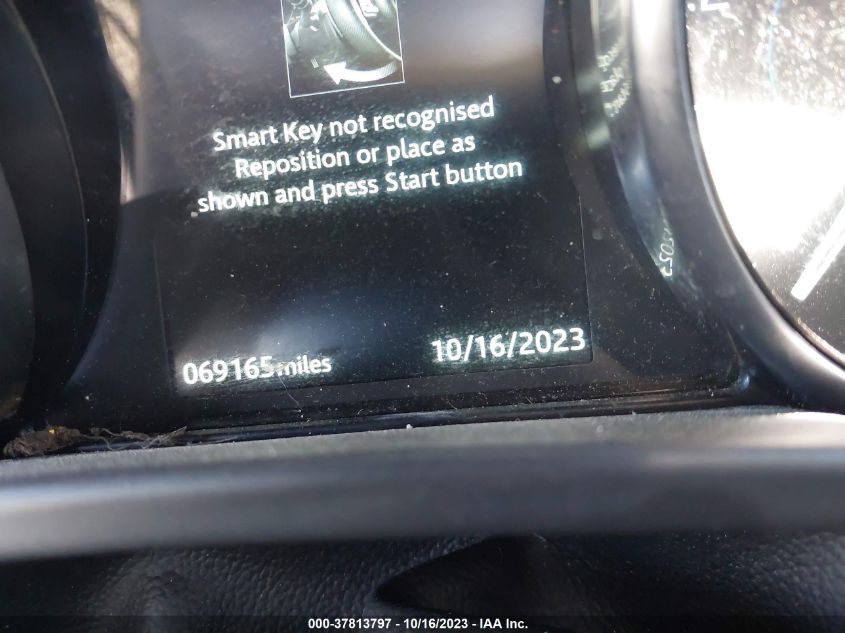 Smart Key not recognised
Reposition or place as
shown and press Start button
069165miles
10/16/2023
000-37813797 - 10/16/2023 - IAA Inc.